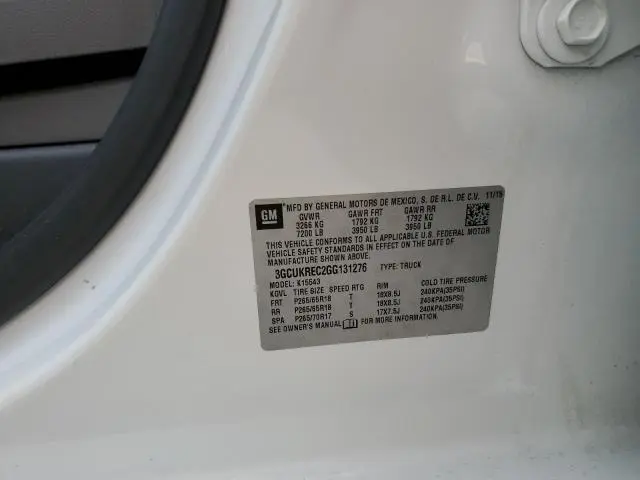 GM MFD BY GENERAL MOTORS DE MEXICO, S. DE R.L. DE C.V. 11/15
GVWR GAWR FRT GAWR RR
3266 KG 1792 KG 1792 KG
7200 LB 3950 LB 3950 LB
THIS VEHICLE CONFORMS TO ALL APPLICABLE U.S. FEDERAL MOTOR
VEHICLE SAFETY STANDARDS IN EFFECT ON THE DATE OF
MANUFACTURE SHOWN ABOVE.
3GCUKREC2GG131276 TYPE: TRUCK
MODEL: K15543
KOVL TIRE SIZE SPEED RTG RIM COLD TIRE PRESSURE
FRT P265/65R18 T 18X8.5J 240KPA(35PSI)
RR P265/65R18 T 18X8.5J 240KPA(35PSI)
SPA P265/70R17 S 17X7.5J 240KPA(35PSI)
SEE OWNER'S MANUAL FOR MORE INFORMATION.